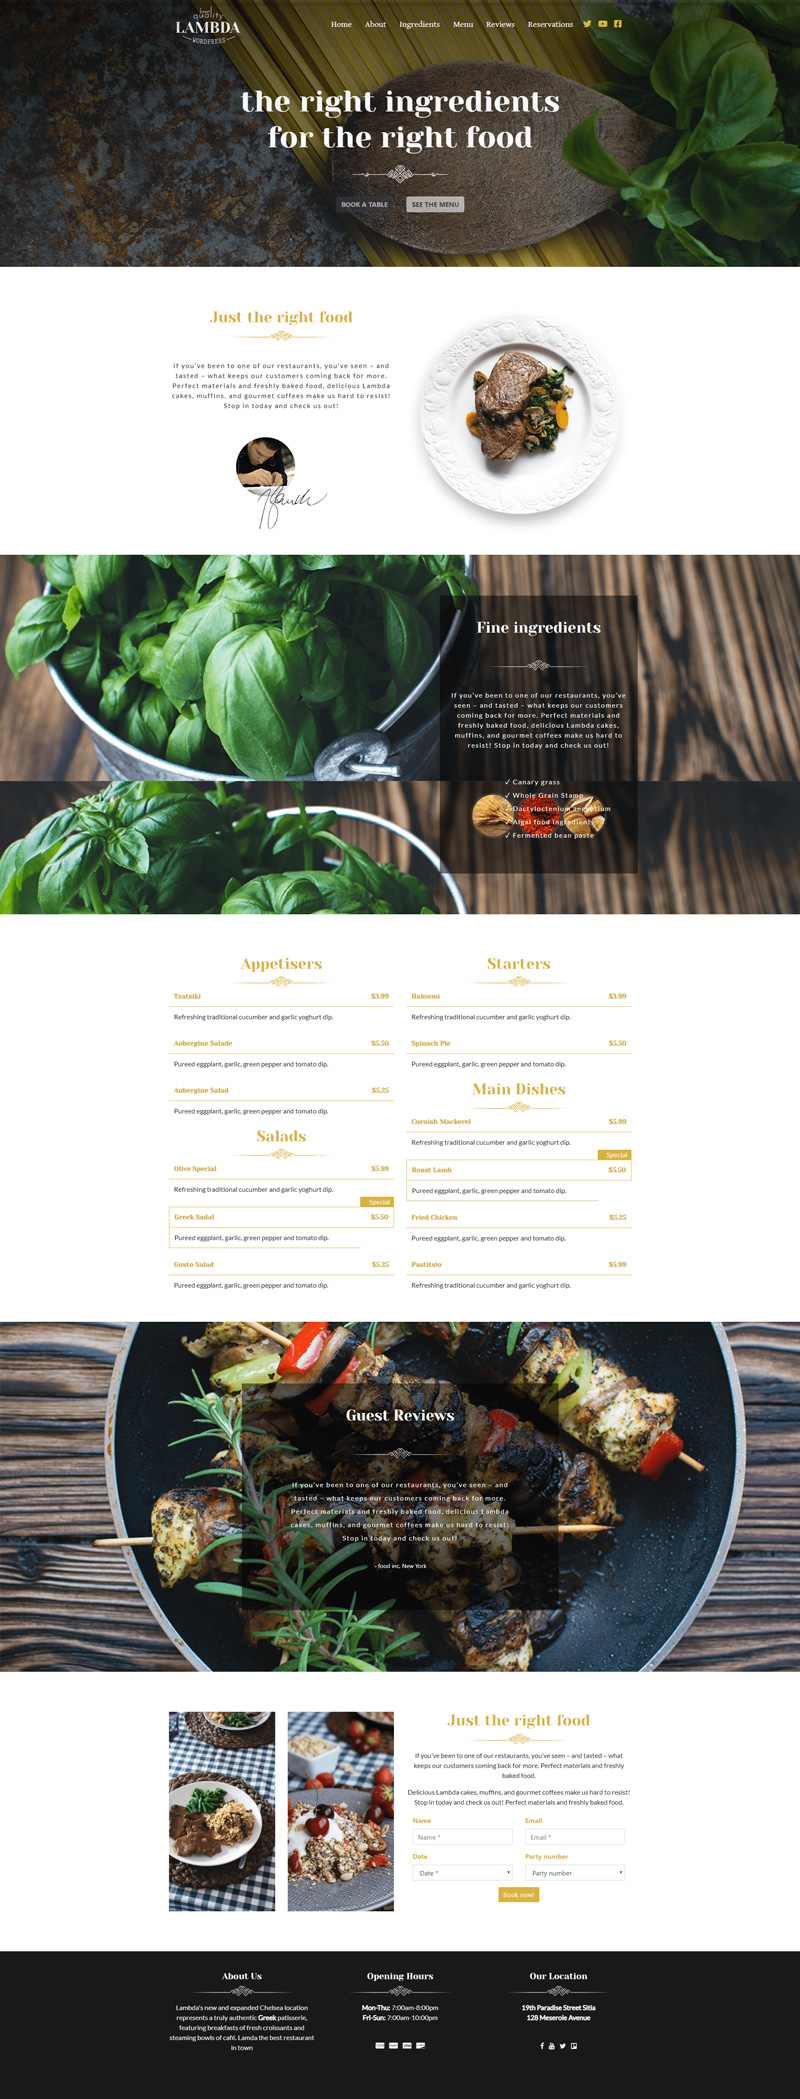 food
quality
LAMBDA
WORDPRESS
Home About Ingredients Menu Reviews Reservations
the right ingredients
for the right food
BOOK A TABLE SEE THE MENU
Just the right food
If you've been to one of our restaurants, you've seen – and
tasted – what keeps our customers coming back for more.
Perfect materials and freshly baked food, delicious Lambda
cakes, muffins, and gourmet coffees make us hard to resist!
Stop in today and check us out!
Fine ingredients
If you've been to one of our restaurants, you've
seen – and tasted – what keeps our customers
coming back for more. Perfect materials and
freshly baked food, delicious Lambda cakes,
muffins, and gourmet coffees make us hard to
resist! Stop in today and check us out!
✓ Canary grass
✓ Whole Grain Stamp
✓ Dactyloctenium aegyptium
✓ Algal food ingredients
✓ Fermented bean paste
Appetisers
Tzatsiki $3.99
Refreshing traditional cucumber and garlic yoghurt dip.
Aubergine Salade $5.50
Pureed eggplant, garlic, green pepper and tomato dip.
Aubergine Salad $5.25
Pureed eggplant, garlic, green pepper and tomato dip.
Salads
Olive Special $5.99
Refreshing traditional cucumber and garlic yoghurt dip.
Special
Greek Sadal $5.50
Pureed eggplant, garlic, green pepper and tomato dip.
Gusto Salad $5.25
Pureed eggplant, garlic, green pepper and tomato dip.
Starters
Haloumi $3.99
Refreshing traditional cucumber and garlic yoghurt dip.
Spinach Pie $5.50
Pureed eggplant, garlic, green pepper and tomato dip.
Main Dishes
Cornish Mackerel $5.99
Refreshing traditional cucumber and garlic yoghurt dip.
Special
Roast Lamb $5.50
Pureed eggplant, garlic, green pepper and tomato dip.
Fried Chicken $5.25
Pureed eggplant, garlic, green pepper and tomato dip.
Pastitsio $5.99
Refreshing traditional cucumber and garlic yoghurt dip.
Guest Reviews
If you've been to one of our restaurants, you've seen – and
tasted – what keeps our customers coming back for more.
Perfect materials and freshly baked food, delicious Lambda
cakes, muffins, and gourmet coffees make us hard to resist!
Stop in today and check us out!
- food inc, New York
Just the right food
If you've been to one of our restaurants, you've seen – and tasted – what
keeps our customers coming back for more. Perfect materials and freshly
baked food.
Delicious Lambda cakes, muffins, and gourmet coffees make us hard to resist!
Stop in today and check us out! Perfect materials and freshly baked food.
Name Email
Name * Email *
Date Party number
Date * Party number
Book now!
About Us
Lambda's new and expanded Chelsea location
represents a truly authentic Greek patisserie,
featuring breakfasts of fresh croissants and
steaming bowls of café. Lamda the best restaurant
in town
Opening Hours
Mon-Thu: 7:00am-8:00pm
Fri-Sun: 7:00am-10:00pm
Our Location
19th Paradise Street Sitia
128 Meserole Avenue